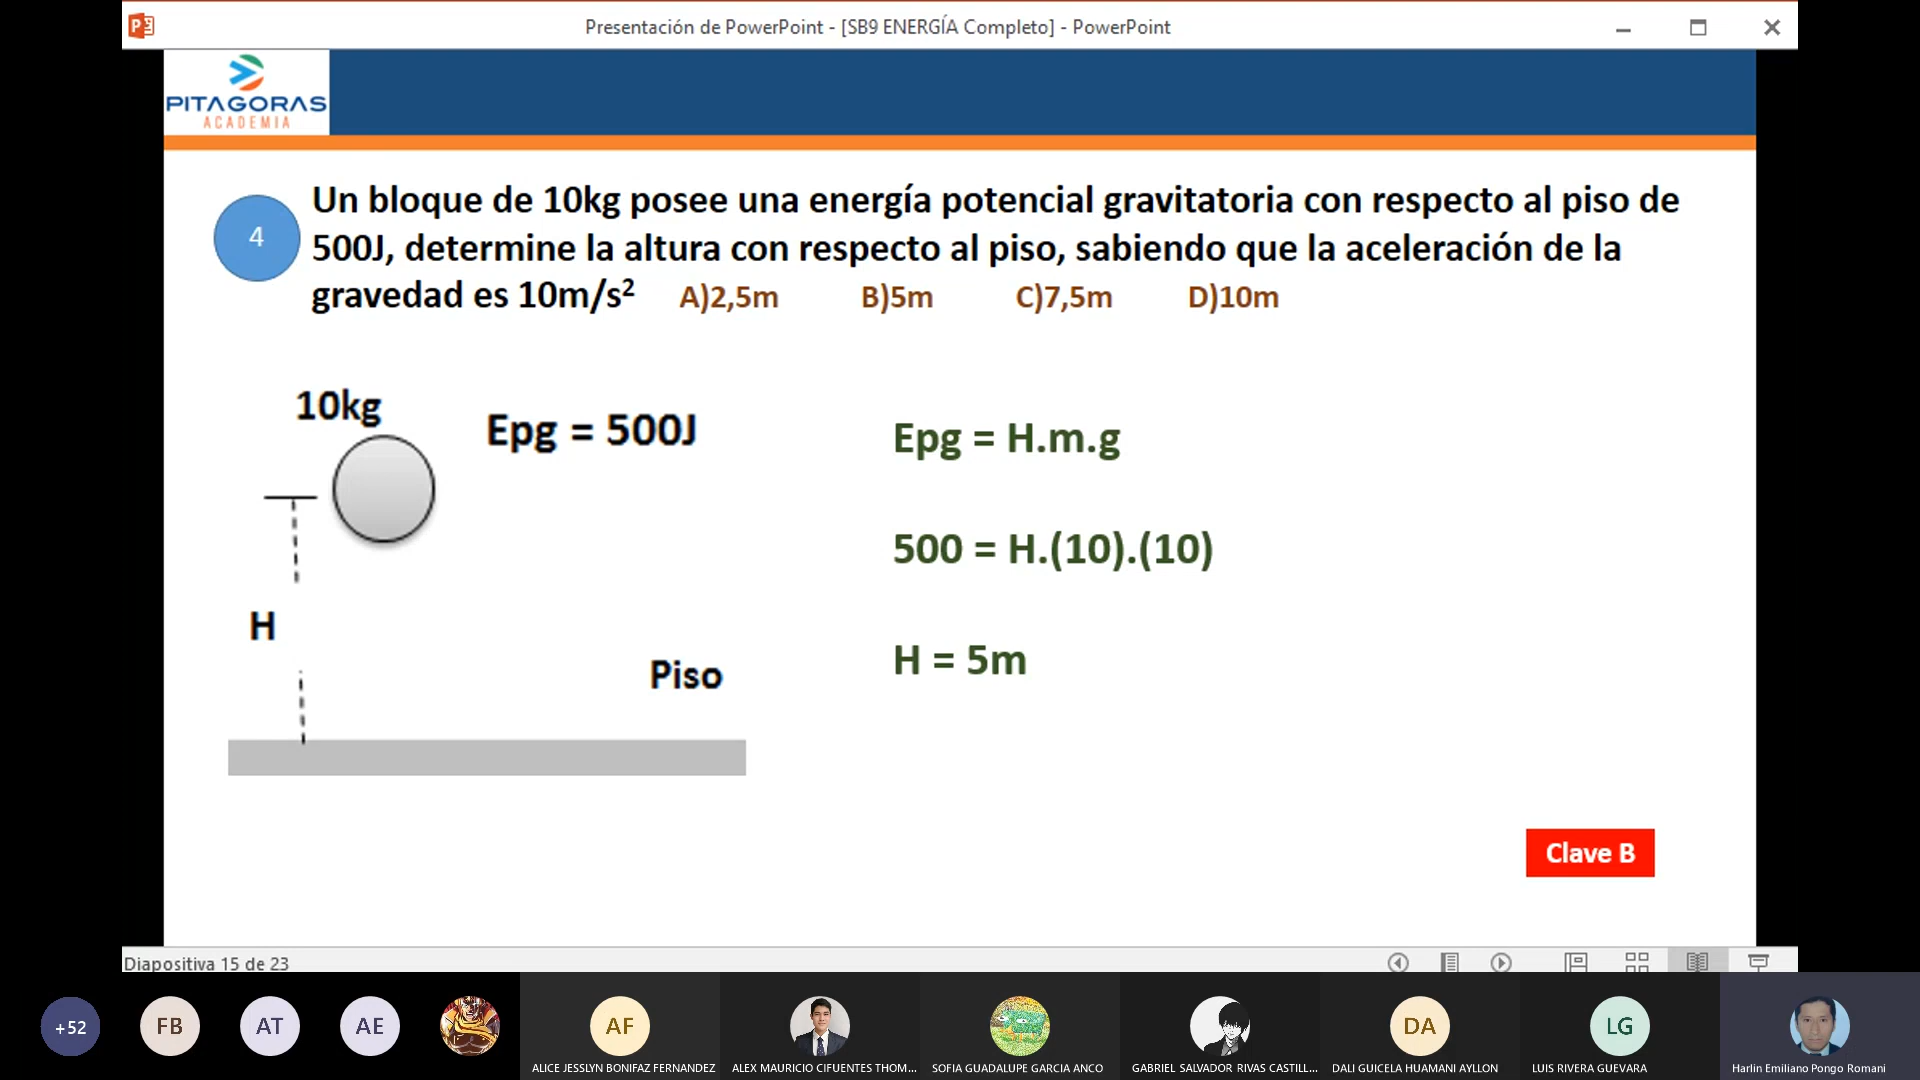 Presentación de PowerPoint - [SB9 ENERGÍA Completo] - PowerPoint
PITAGORAS
ACADEMIA
4
Un bloque de 10kg posee una energía potencial gravitatoria con respecto al piso de
500J, determine la altura con respecto al piso, sabiendo que la aceleración de la
gravedad es 10m/s² A)2,5m B)5m C)7,5m D)10m
10kg
Epg = 500J
Epg = H.m.g
500 = H.(10).(10)
H
H = 5m
Piso
Clave B
Diapositiva 15 de 23
+52
FB
AT
AE
AF
DA
LG
ALICE JESSLYN BONIFAZ FERNANDEZ
ALEX MAURICIO CIFUENTES THOM...
SOFIA GUADALUPE GARCIA ANCO
GABRIEL SALVADOR RIVAS CASTILL...
DALI GUICELA HUAMANI AYLLON
LUIS RIVERA GUEVARA
Harlin Emiliano Pongo Romani